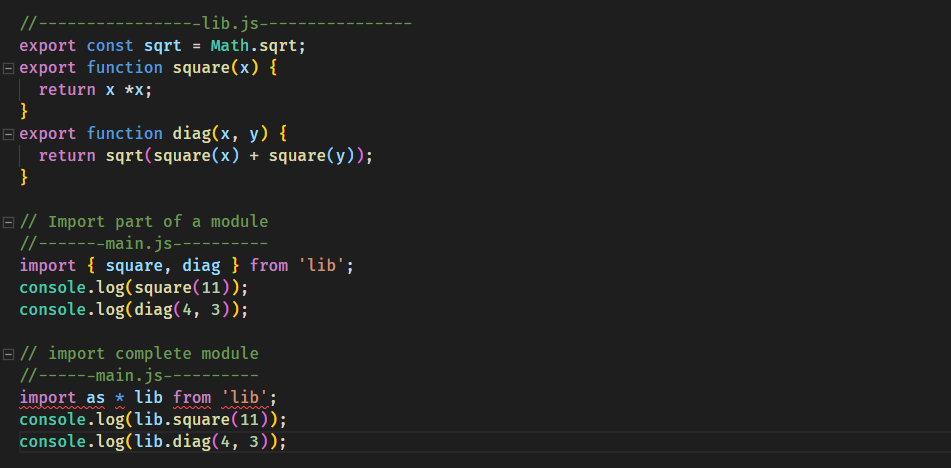 //-----------------lib.js----------------
export const sqrt = Math.sqrt;
export function square(x) {
  return x *x;
}
export function diag(x, y) {
  return sqrt(square(x) + square(y));
}
// Import part of a module
//-------main.js----------
import { square, diag } from 'lib';
console.log(square(11));
console.log(diag(4, 3));
// import complete module
//------main.js----------
import as * lib from 'lib';
console.log(lib.square(11));
console.log(lib.diag(4, 3));